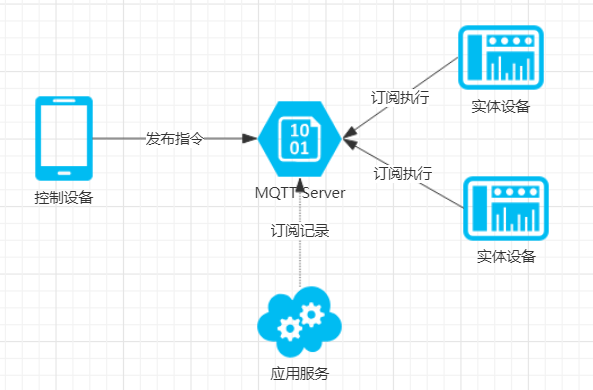 订阅执行
实体设备
10
01
发布指令
订阅执行
控制设备
MQTT Server
订阅记录
实体设备
应用服务